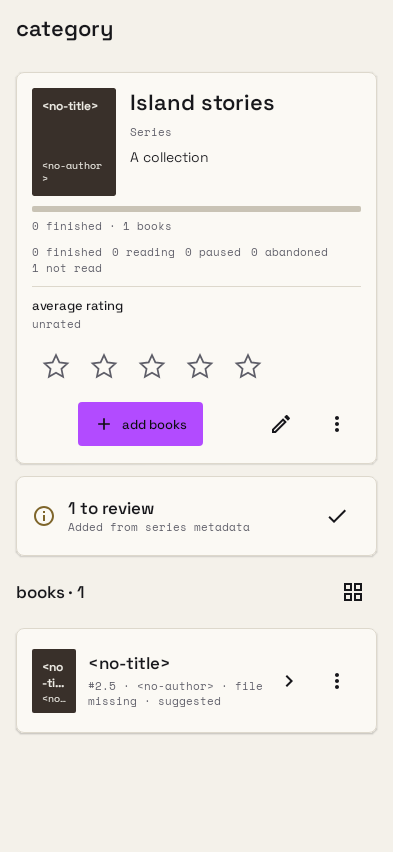 category
<no-title>
<no-author
>
Island stories
Series
A collection
0 finished · 1 books
0 finished 0 reading 0 paused 0 abandoned
1 not read
average rating
unrated
add books
1 to review
Added from series metadata
books · 1
<no
-ti…
<no…
<no-title>
#2.5 · <no-author> · file
missing · suggested